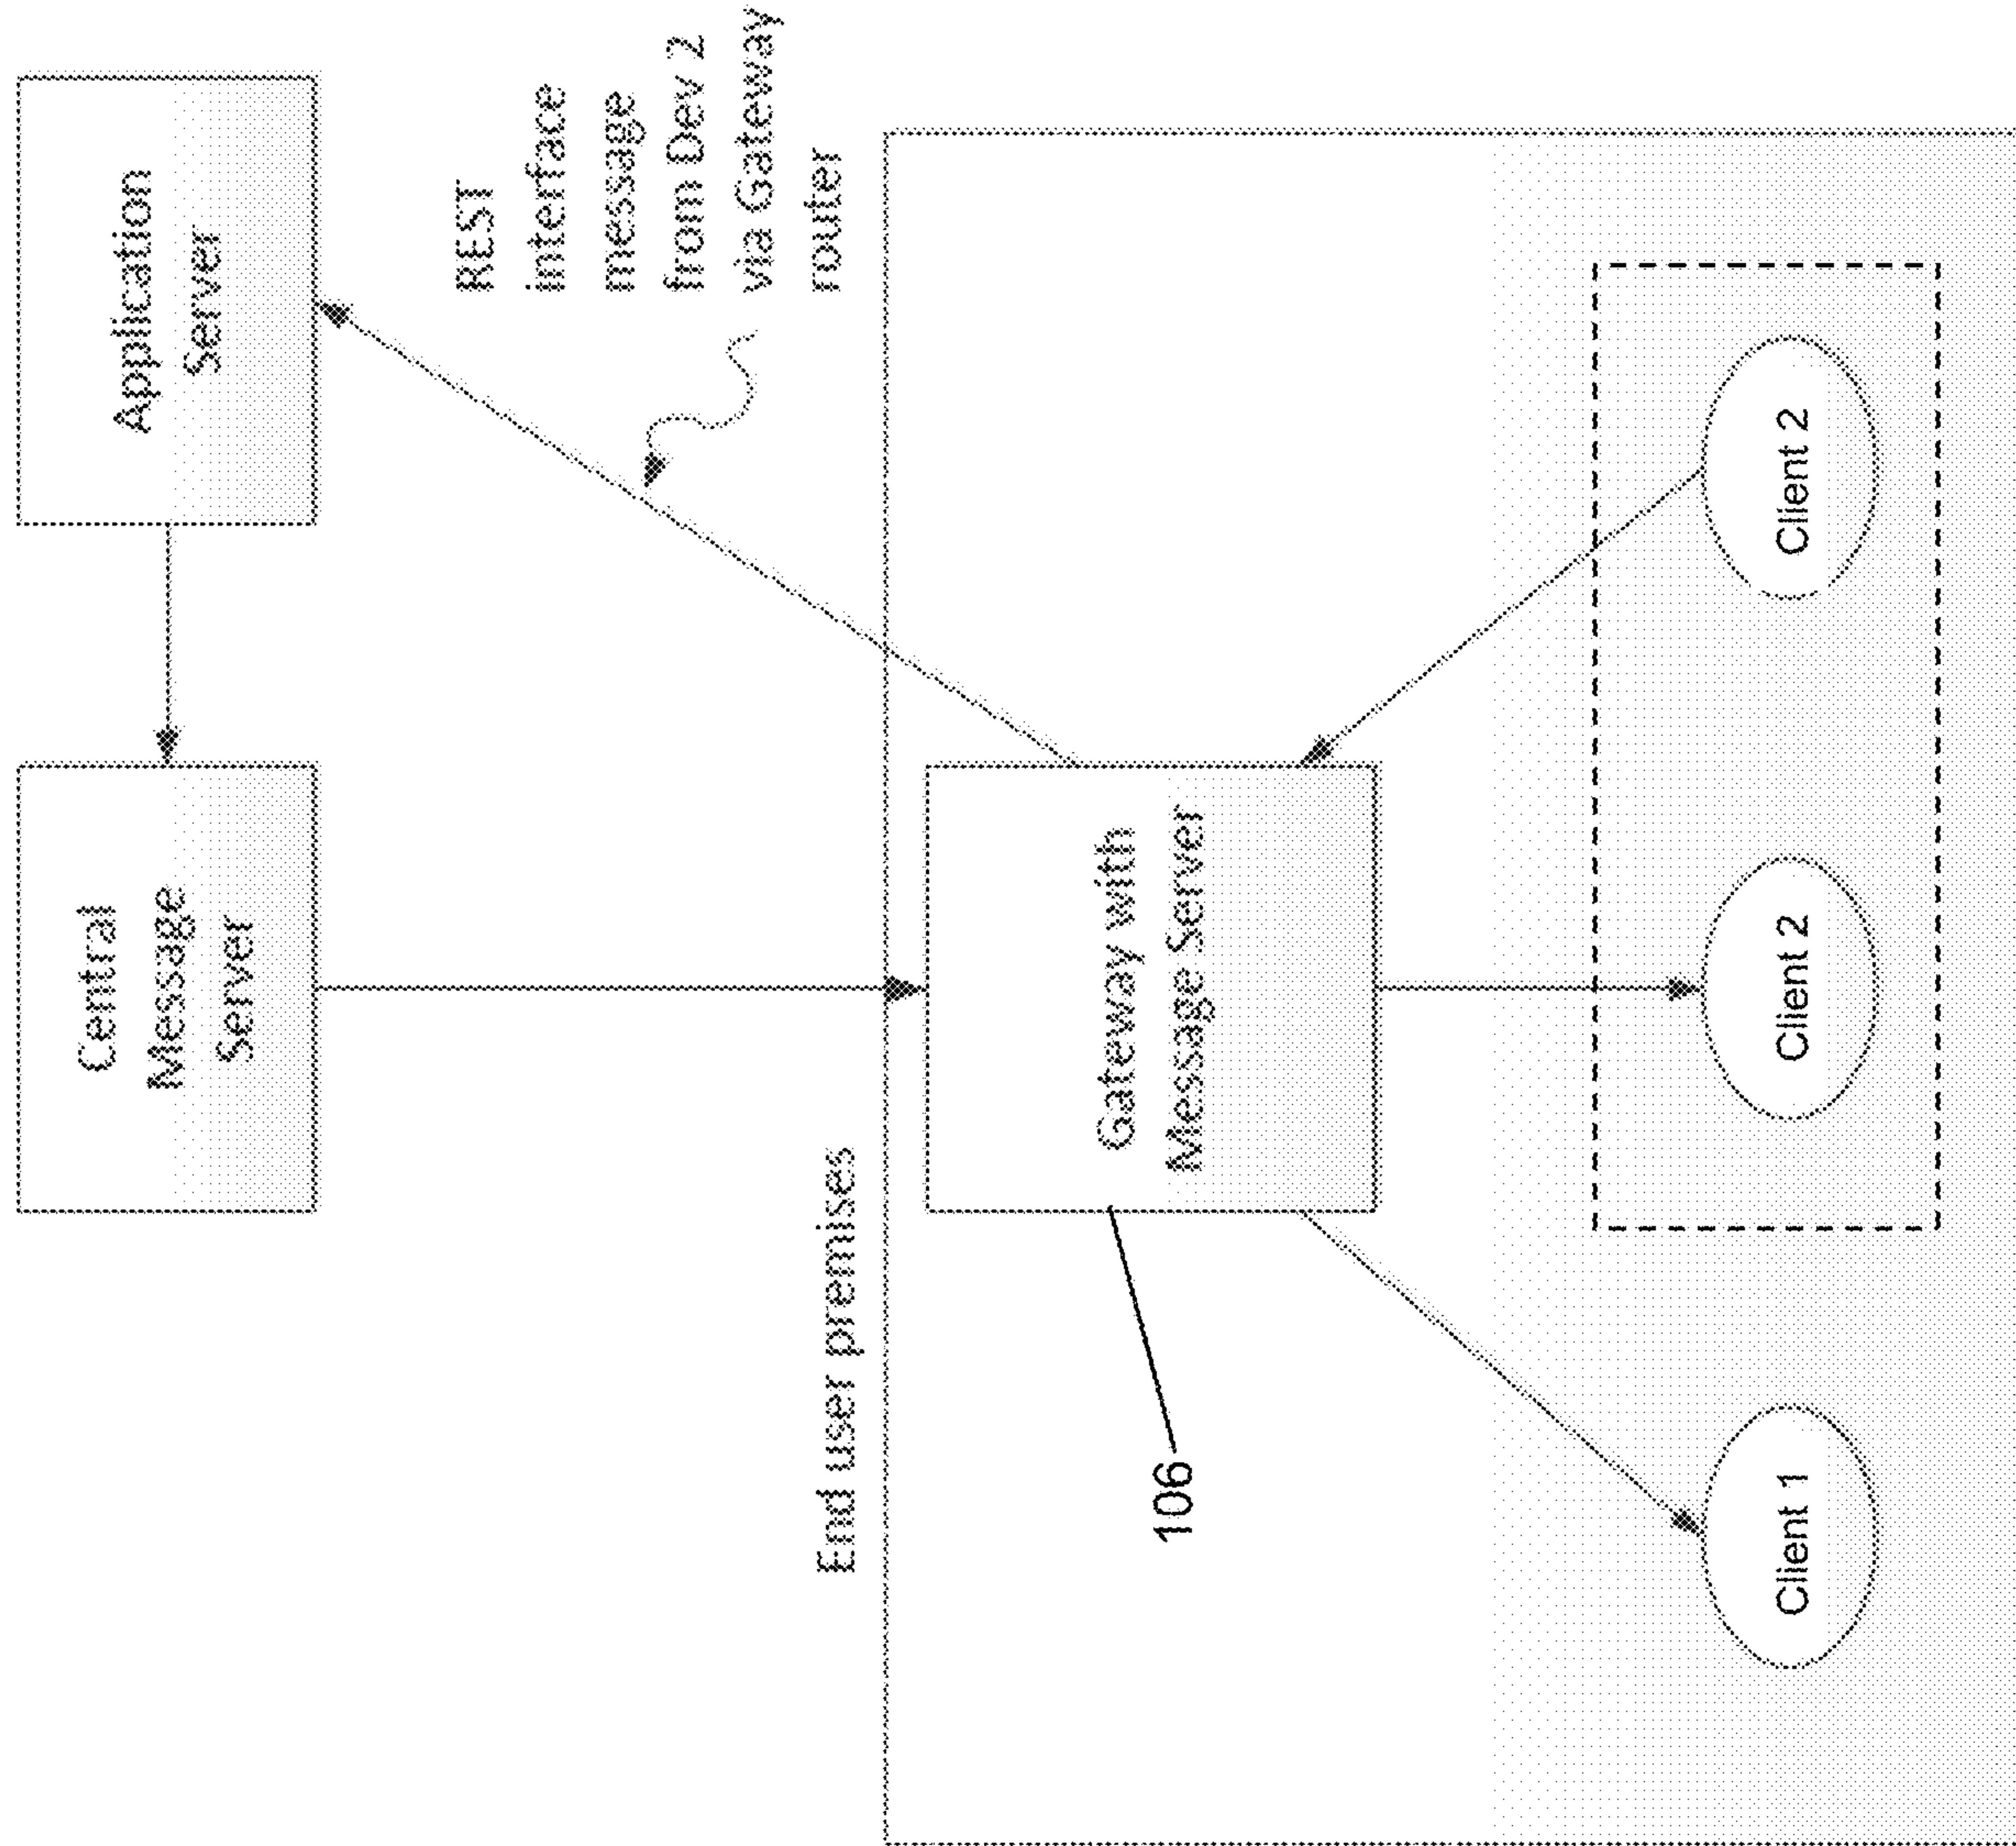 Central
Message
Server
Application
Server
REST
interface
message
from Dev 2
via Gateway
router
End user premises
Gateway with
Message Server
106
Client 1
Client 2
Client 2